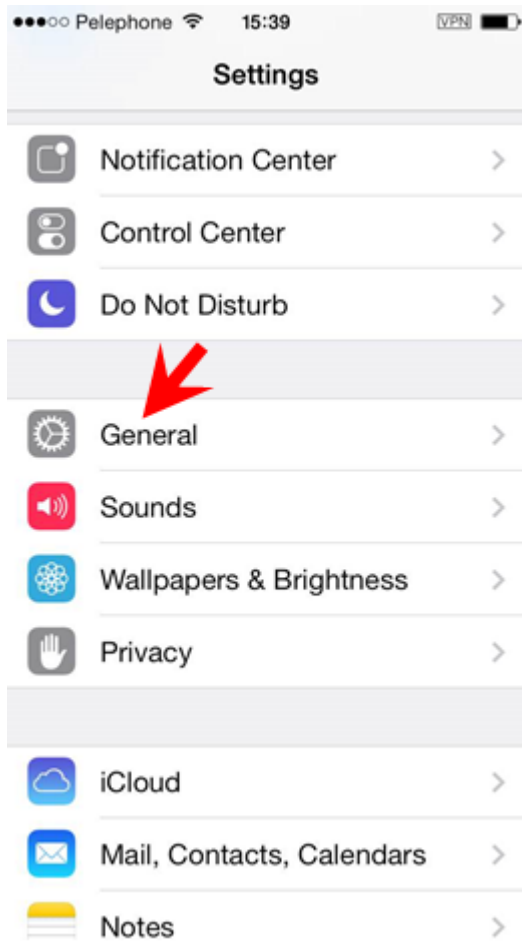 Pelephone 15:39 VPN
Settings
Notification Center
Control Center
Do Not Disturb
General
Sounds
Wallpapers & Brightness
Privacy
iCloud
Mail, Contacts, Calendars
Notes